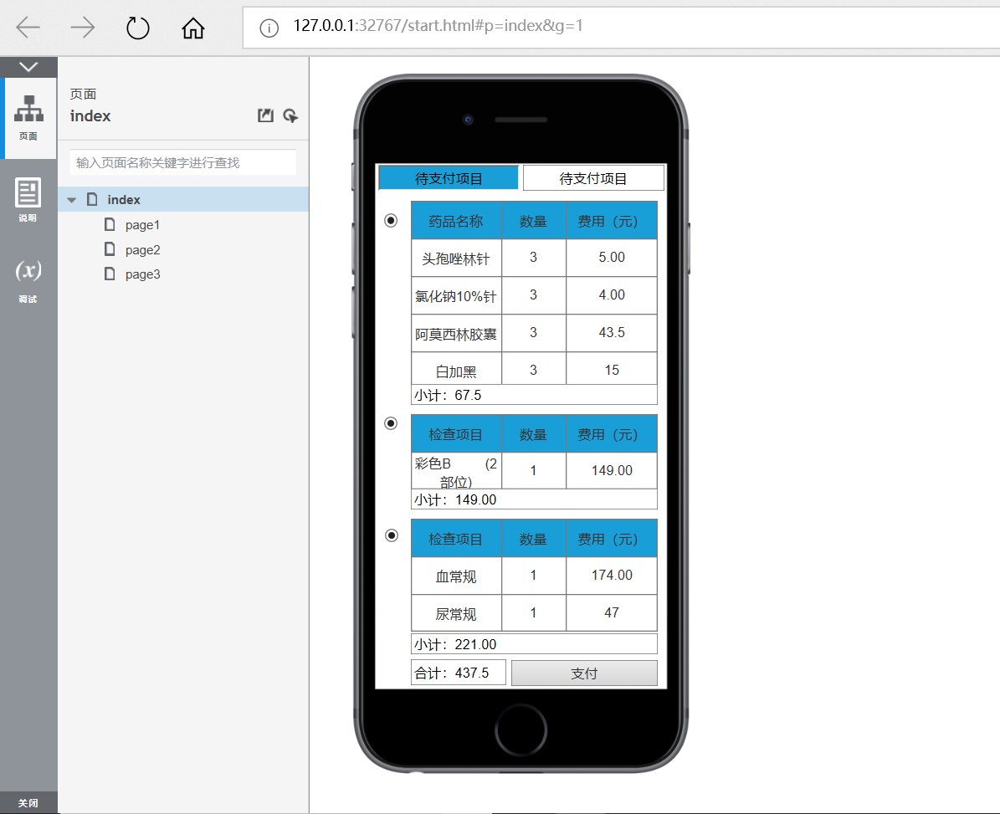 127.0.0.1:32767/start.html#p=index&g=1
页面
index
页面
输入页面名称关键字进行查找
index
page1
page2
page3
说明
(x)
调试
关闭
待支付项目 待支付项目
药品名称 数量 费用（元）
头孢唑林针 3 5.00
氯化钠10%针 3 4.00
阿莫西林胶囊 3 43.5
白加黑 3 15
小计：67.5
检查项目 数量 费用（元）
彩色B (2
部位) 1 149.00
小计：149.00
检查项目 数量 费用（元）
血常规 1 174.00
尿常规 1 47
小计：221.00
合计：437.5 支付